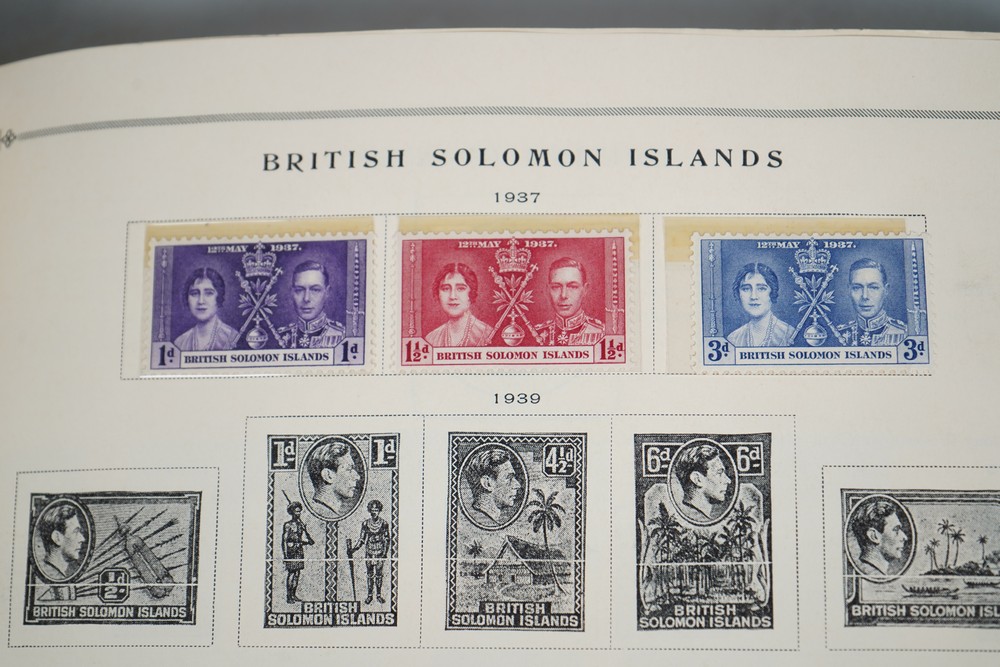 BRITISH SOLOMON ISLANDS
1937
12TH MAY 1937.
1d. 1d.
BRITISH SOLOMON ISLANDS
12TH MAY 1937.
1½d. 1½d.
BRITISH SOLOMON ISLANDS
12TH MAY 1937.
3d. 3d.
BRITISH SOLOMON ISLANDS
1939
½d
BRITISH SOLOMON ISLANDS
1d 1d
BRITISH
SOLOMON ISLANDS
4½d
BRITISH
SOLOMON ISLANDS
6d 6d
BRITISH
SOLOMON ISLANDS
BRITISH SOLOMON ISL